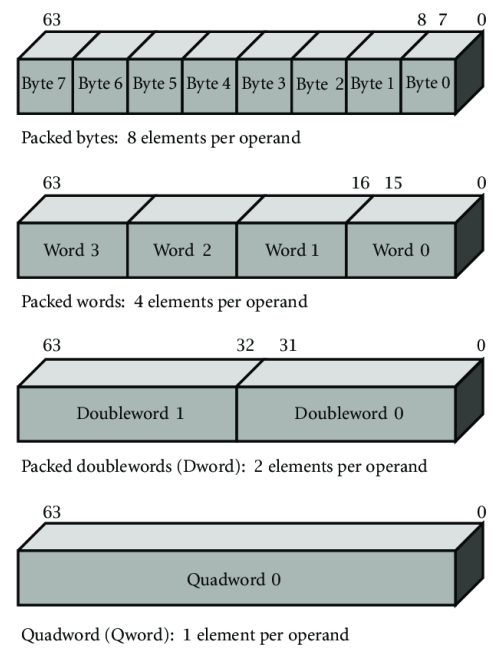 63 8 7 0
Byte 7 Byte 6 Byte 5 Byte 4 Byte 3 Byte 2 Byte 1 Byte 0
Packed bytes: 8 elements per operand
63 16 15 0
Word 3 Word 2 Word 1 Word 0
Packed words: 4 elements per operand
63 32 31 0
Doubleword 1 Doubleword 0
Packed doublewords (Dword): 2 elements per operand
63 0
Quadword 0
Quadword (Qword): 1 element per operand